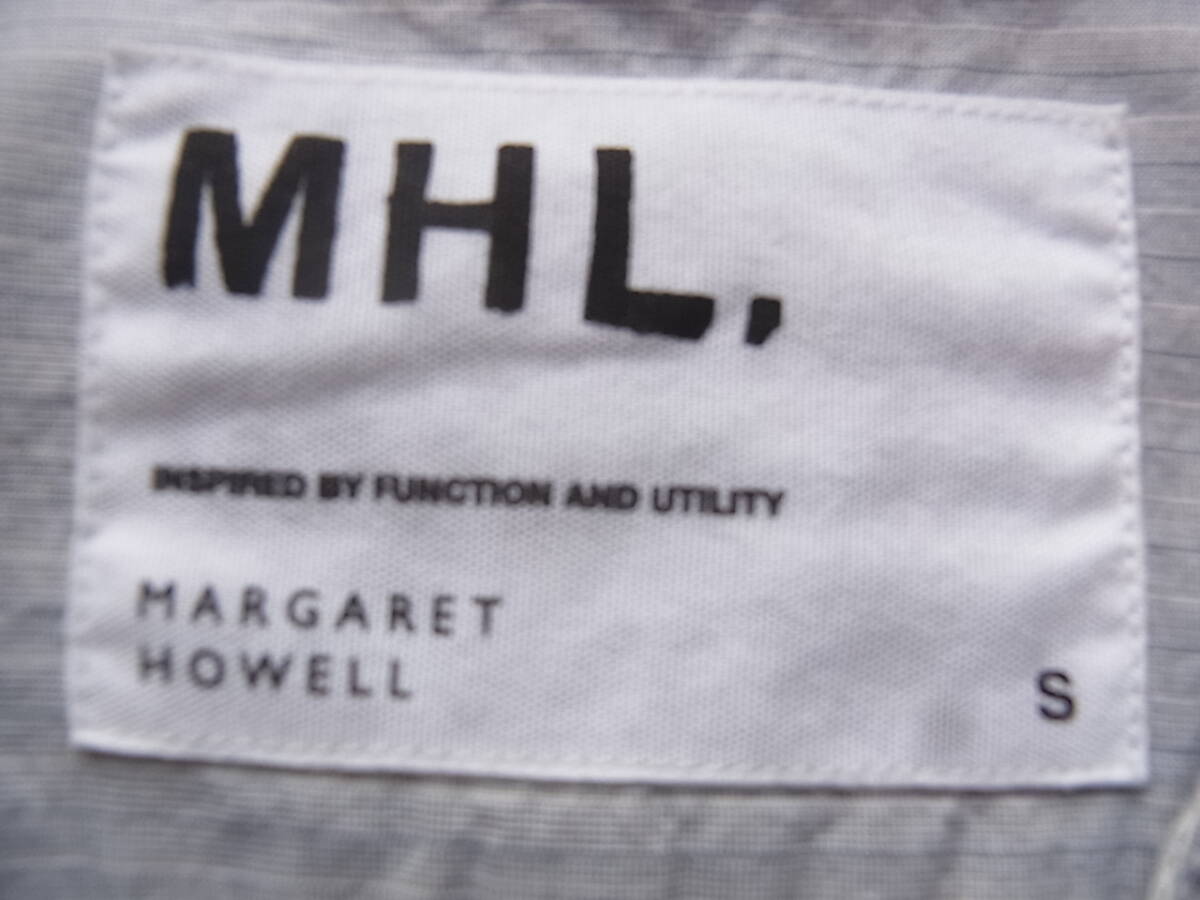 MHL,
INSPIRED BY FUNCTION AND UTILITY
MARGARET
HOWELL
S